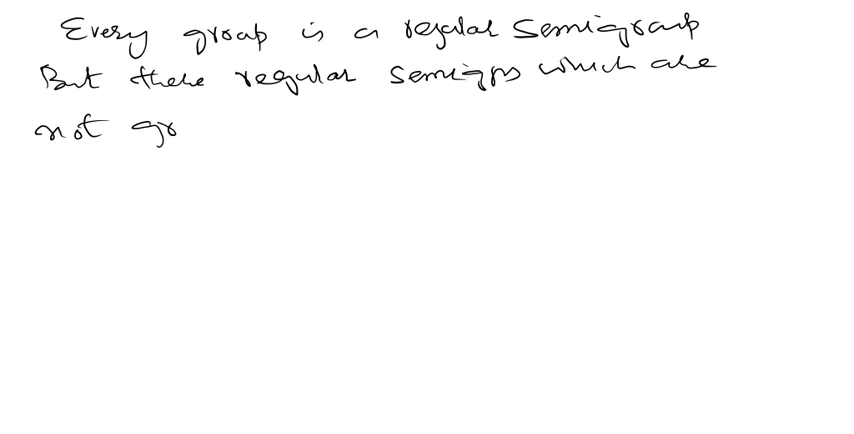 Every group is a regular semigroup
But there regular semigps which are
not gr